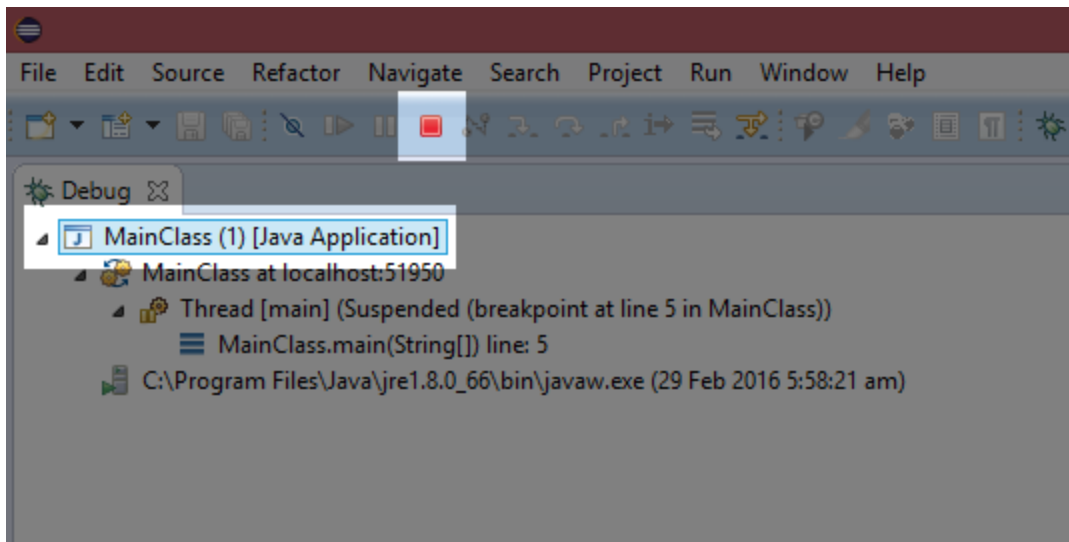 File Edit Source Refactor Navigate Search Project Run Window Help
Debug
MainClass (1) [Java Application]
MainClass at localhost:51950
Thread [main] (Suspended (breakpoint at line 5 in MainClass))
MainClass.main(String[]) line: 5
C:\Program Files\Java\jre1.8.0_66\bin\javaw.exe (29 Feb 2016 5:58:21 am)